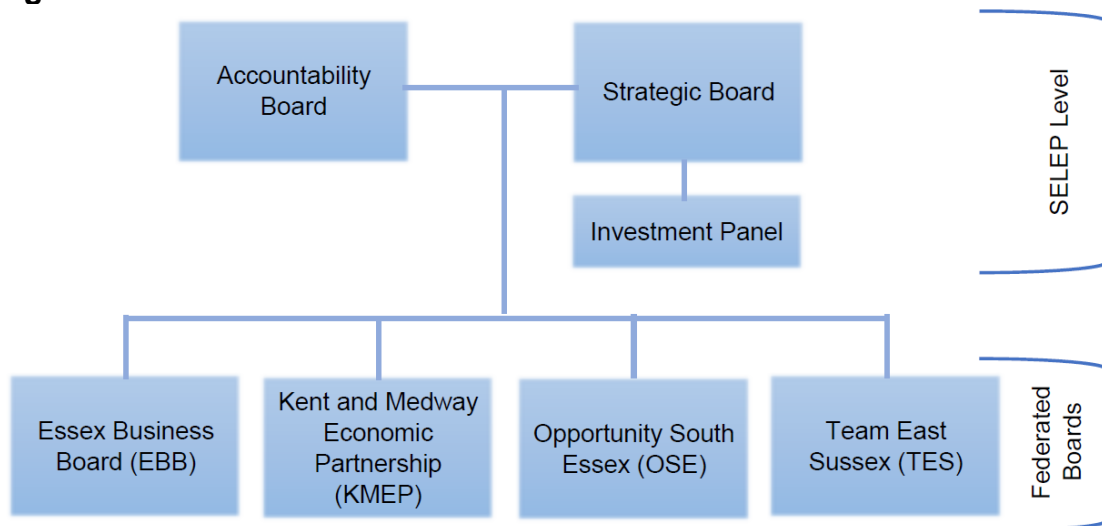 Accountability
Board
Strategic Board
Investment Panel
SELEP Level
Essex Business
Board (EBB)
Kent and Medway
Economic
Partnership
(KMEP)
Opportunity South
Essex (OSE)
Team East
Sussex (TES)
Federated
Boards